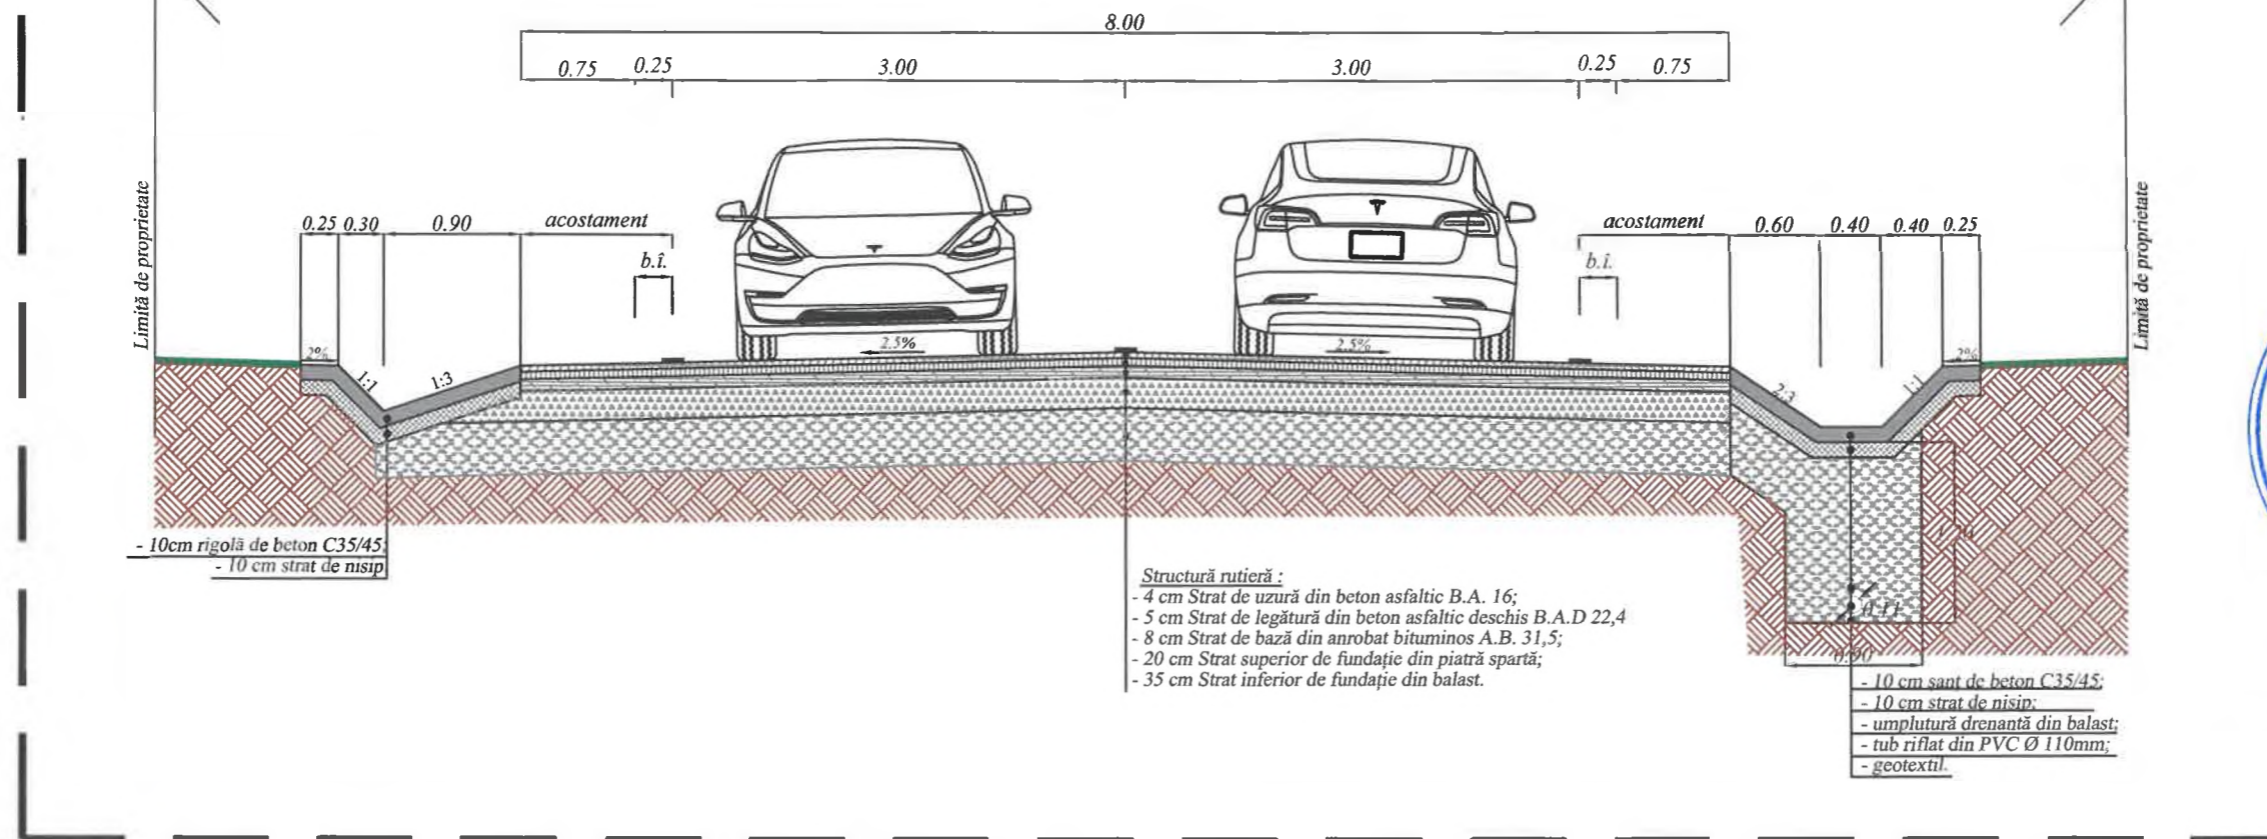 8.00
0.75 0.25 3.00 3.00 0.25 0.75
Limită de proprietate
0.25 0.30 0.90 acostament
b.î.
acostament 0.60 0.40 0.40 0.25
b.î.
Limită de proprietate
2% 1:1 1:3 2.5% 2.5% 2:3 1:1 2%
- 10cm rigolă de beton C35/45;
- 10 cm strat de nisip
Structură rutieră :
- 4 cm Strat de uzură din beton asfaltic B.A. 16;
- 5 cm Strat de legătură din beton asfaltic deschis B.A.D 22,4
- 8 cm Strat de bază din anrobat bituminos A.B. 31,5;
- 20 cm Strat superior de fundație din piatră spartă;
- 35 cm Strat inferior de fundație din balast.
0.90
- 10 cm șanț de beton C35/45;
- 10 cm strat de nisip;
- umplutură drenantă din balast;
- tub riflat din PVC Ø 110mm;
- geotextil.